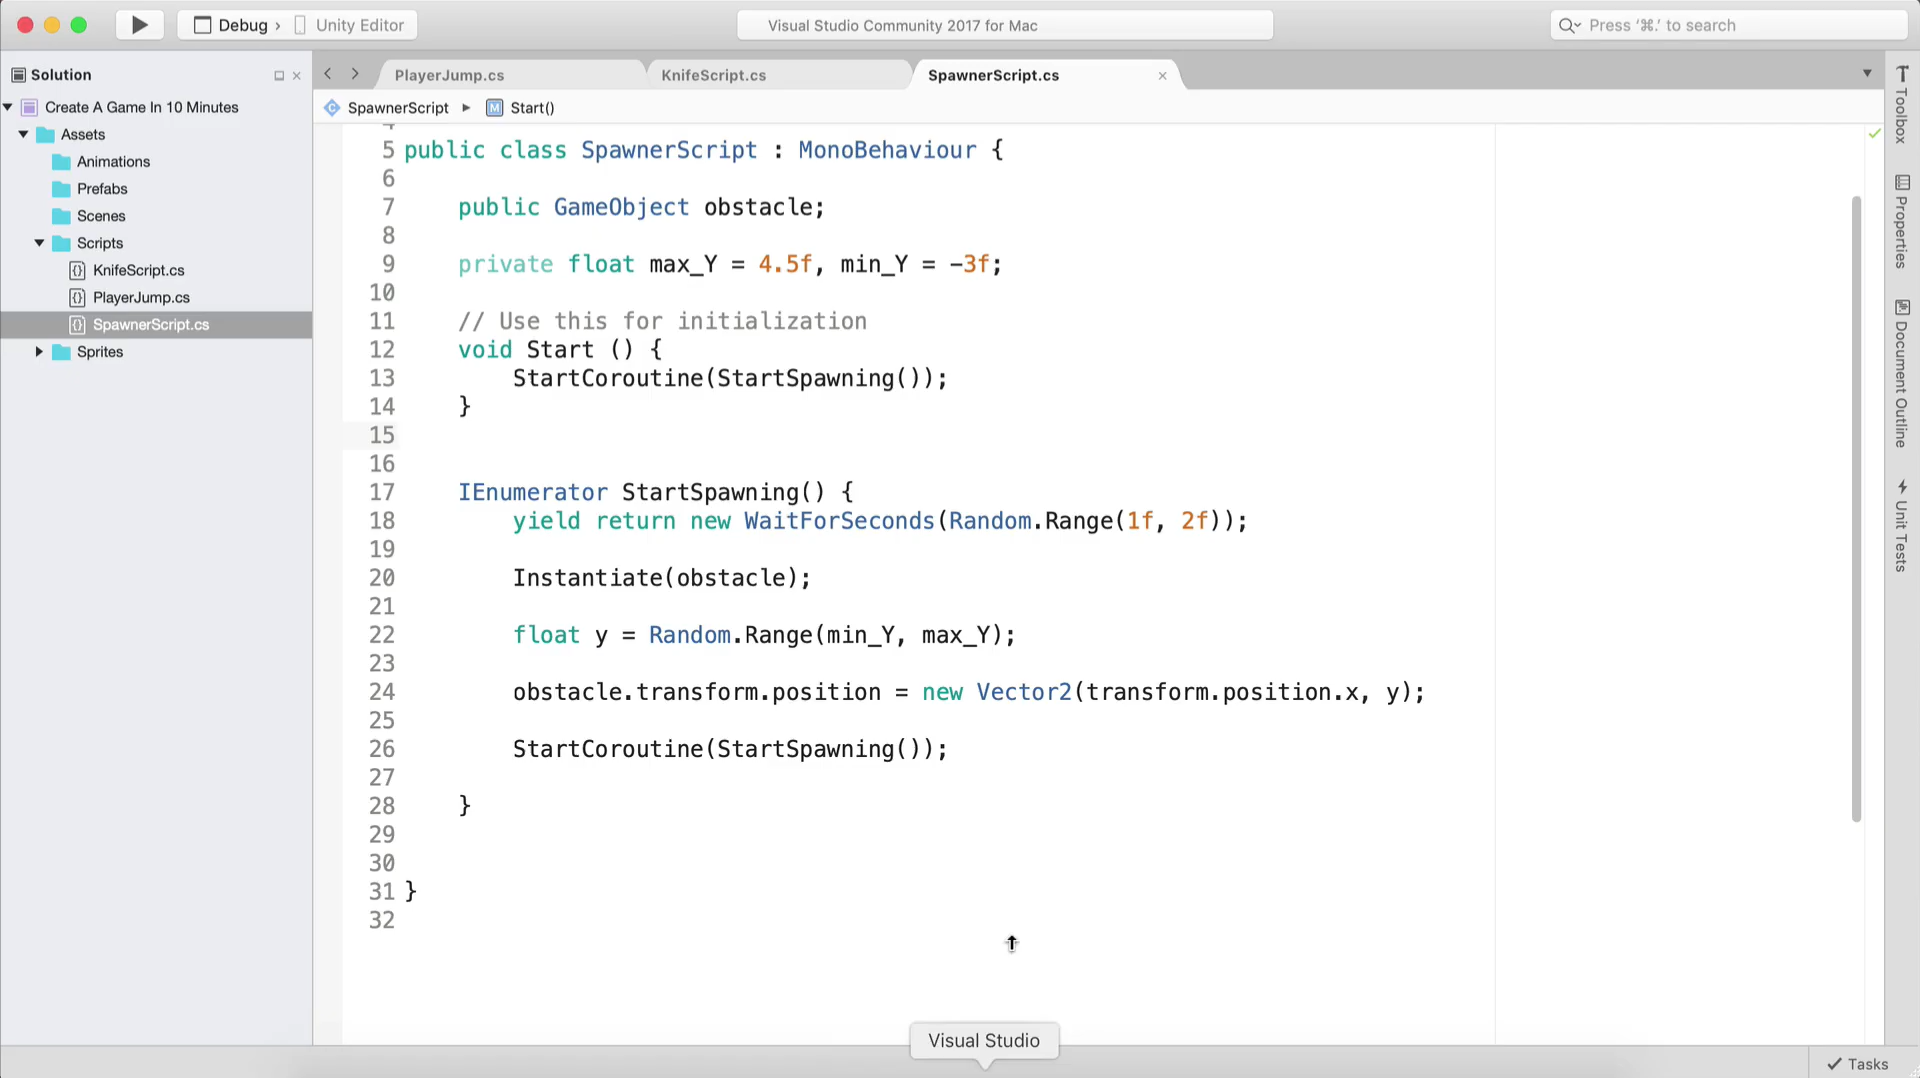 Debug › Unity Editor
Visual Studio Community 2017 for Mac
Press ‘⌘.’ to search
Solution
Create A Game In 10 Minutes
Assets
Animations
Prefabs
Scenes
Scripts
KnifeScript.cs
PlayerJump.cs
SpawnerScript.cs
Sprites
PlayerJump.cs
KnifeScript.cs
SpawnerScript.cs
SpawnerScript
M Start()
5 public class SpawnerScript : MonoBehaviour {
6
7 public GameObject obstacle;
8
9 private float max_Y = 4.5f, min_Y = -3f;
10
11 // Use this for initialization
12 void Start () {
13 StartCoroutine(StartSpawning());
14 }
15
16
17 IEnumerator StartSpawning() {
18 yield return new WaitForSeconds(Random.Range(1f, 2f));
19
20 Instantiate(obstacle);
21
22 float y = Random.Range(min_Y, max_Y);
23
24 obstacle.transform.position = new Vector2(transform.position.x, y);
25
26 StartCoroutine(StartSpawning());
27
28 }
29
30
31 }
32
Toolbox
Properties
Document Outline
Unit Tests
Visual Studio
Tasks